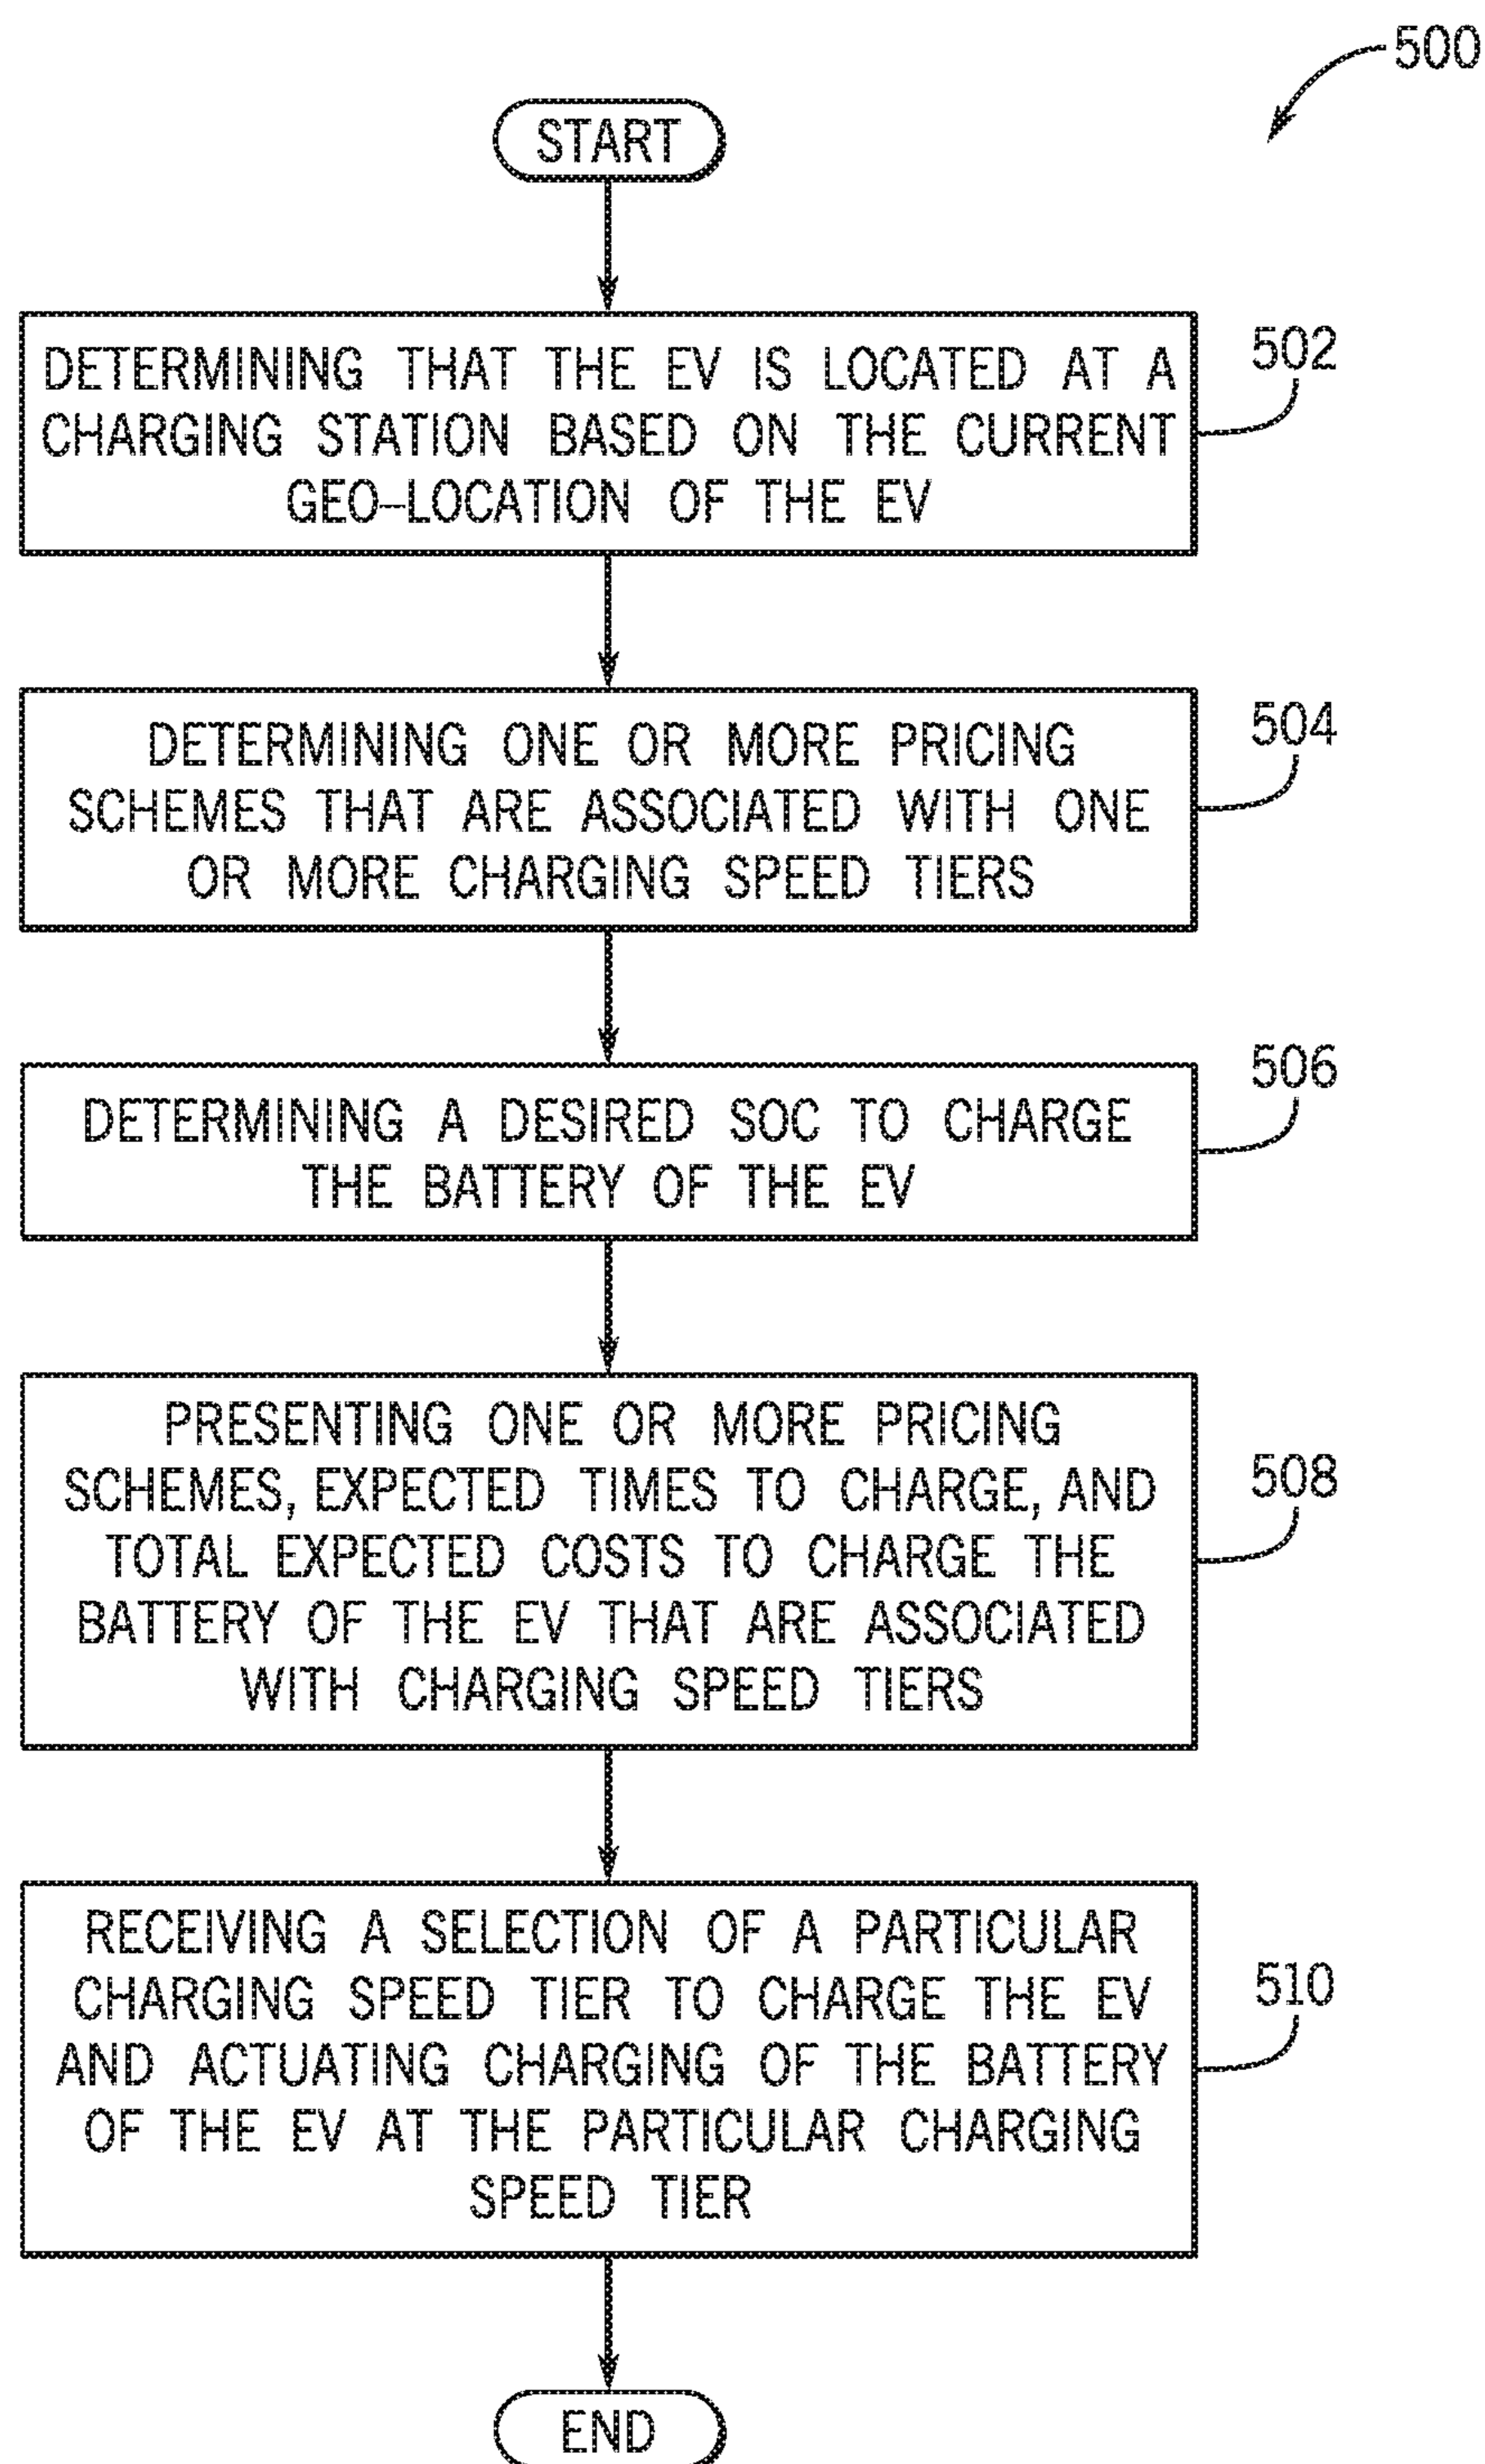 500
START
DETERMINING THAT THE EV IS LOCATED AT A
CHARGING STATION BASED ON THE CURRENT
GEO–LOCATION OF THE EV
502
DETERMINING ONE OR MORE PRICING
SCHEMES THAT ARE ASSOCIATED WITH ONE
OR MORE CHARGING SPEED TIERS
504
DETERMINING A DESIRED SOC TO CHARGE
THE BATTERY OF THE EV
506
PRESENTING ONE OR MORE PRICING
SCHEMES, EXPECTED TIMES TO CHARGE, AND
TOTAL EXPECTED COSTS TO CHARGE THE
BATTERY OF THE EV THAT ARE ASSOCIATED
WITH CHARGING SPEED TIERS
508
RECEIVING A SELECTION OF A PARTICULAR
CHARGING SPEED TIER TO CHARGE THE EV
AND ACTUATING CHARGING OF THE BATTERY
OF THE EV AT THE PARTICULAR CHARGING
SPEED TIER
510
END